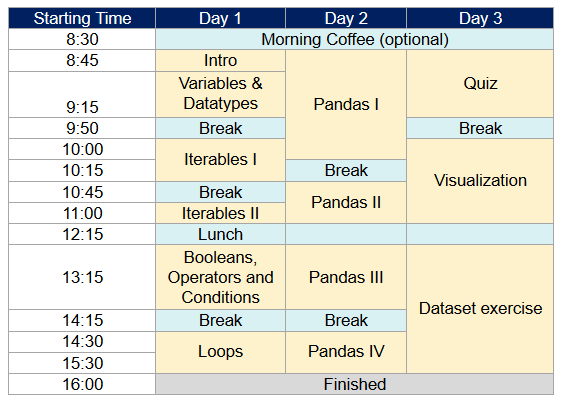 Starting Time Day 1 Day 2 Day 3
8:30 Morning Coffee (optional)
8:45 Intro
Variables &
Datatypes
9:15
Pandas I
Quiz
9:50 Break Break
10:00
Iterables I
10:15 Break
Visualization
10:45 Break
Pandas II
11:00 Iterables II
12:15 Lunch
Booleans,
13:15 Operators and Pandas III
Conditions
Dataset exercise
14:15 Break Break
14:30
Loops Pandas IV
15:30
16:00 Finished